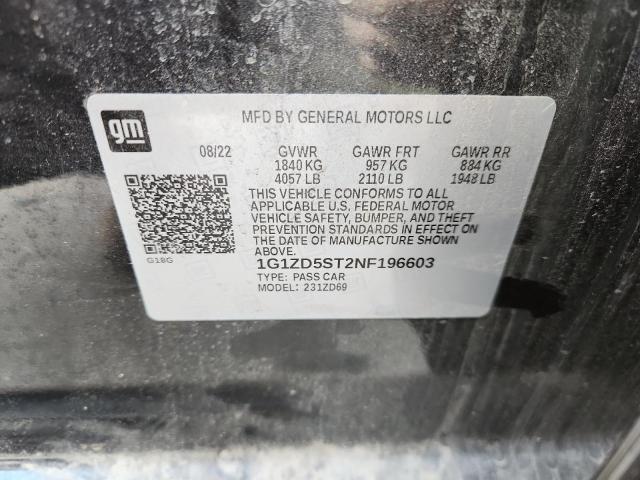 gm
MFD BY GENERAL MOTORS LLC
08/22 GVWR GAWR FRT GAWR RR
1840 KG 957 KG 884 KG
4057 LB 2110 LB 1948 LB
THIS VEHICLE CONFORMS TO ALL
APPLICABLE U.S. FEDERAL MOTOR
VEHICLE SAFETY, BUMPER, AND THEFT
PREVENTION STANDARDS IN EFFECT ON
THE DATE OF MANUFACTURE SHOWN
ABOVE.
G18G
1G1ZD5ST2NF196603
TYPE: PASS CAR
MODEL: 231ZD69